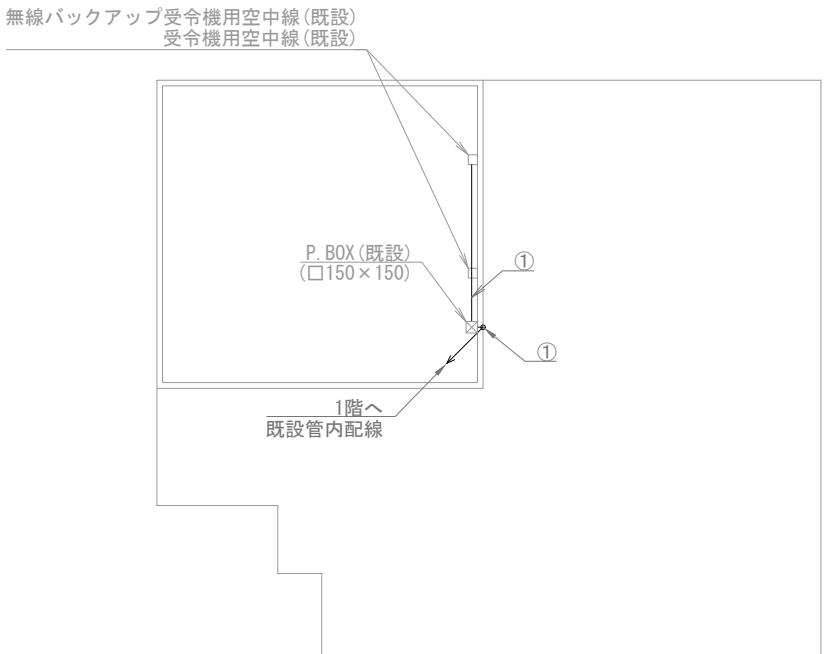 無線バックアップ受令機用空中線(既設)
受令機用空中線(既設)
P.BOX(既設)
(□150×150)
①
①
1階へ
既設管内配線